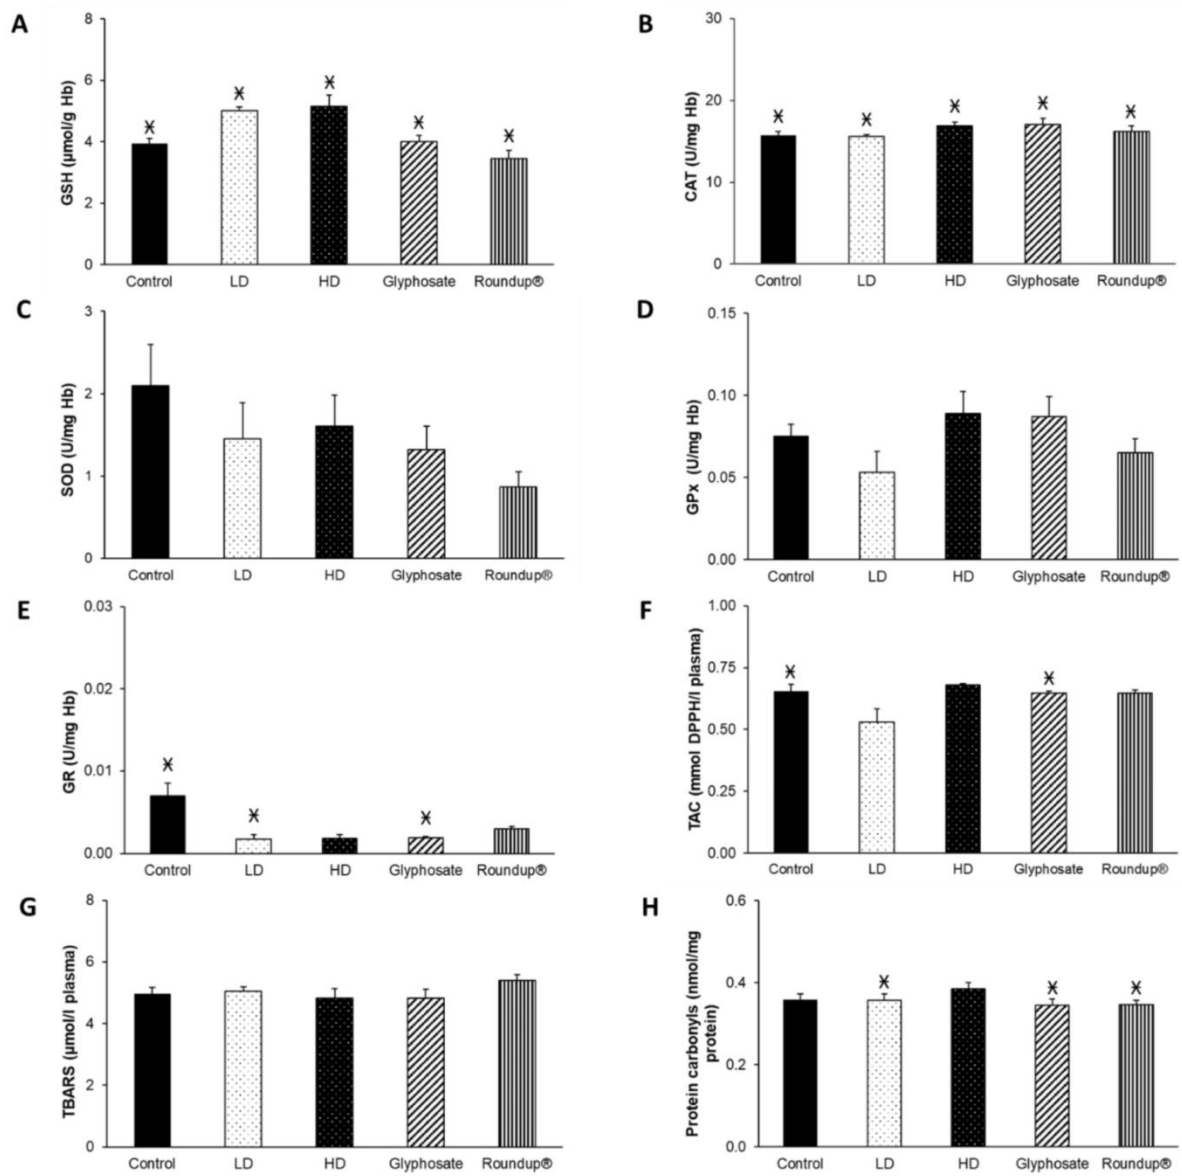 A
GSH (µmol/g Hb)
8
6
4
2
0
Control LD HD Glyphosate Roundup®
B
CAT (U/mg Hb)
30
20
10
0
Control LD HD Glyphosate Roundup®
C
SOD (U/mg Hb)
3
2
1
0
Control LD HD Glyphosate Roundup®
D
GPx (U/mg Hb)
0.15
0.10
0.05
0.00
Control LD HD Glyphosate Roundup®
E
GR (U/mg Hb)
0.03
0.02
0.01
0.00
Control LD HD Glyphosate Roundup®
F
TAC (mmol DPPH/l plasma)
1.00
0.75
0.50
0.25
0.00
Control LD HD Glyphosate Roundup®
G
TBARS (µmol/l plasma)
8
6
4
2
0
Control LD HD Glyphosate Roundup®
H
Protein carbonyls (nmol/mg
protein)
0.6
0.4
0.2
0.0
Control LD HD Glyphosate Roundup®